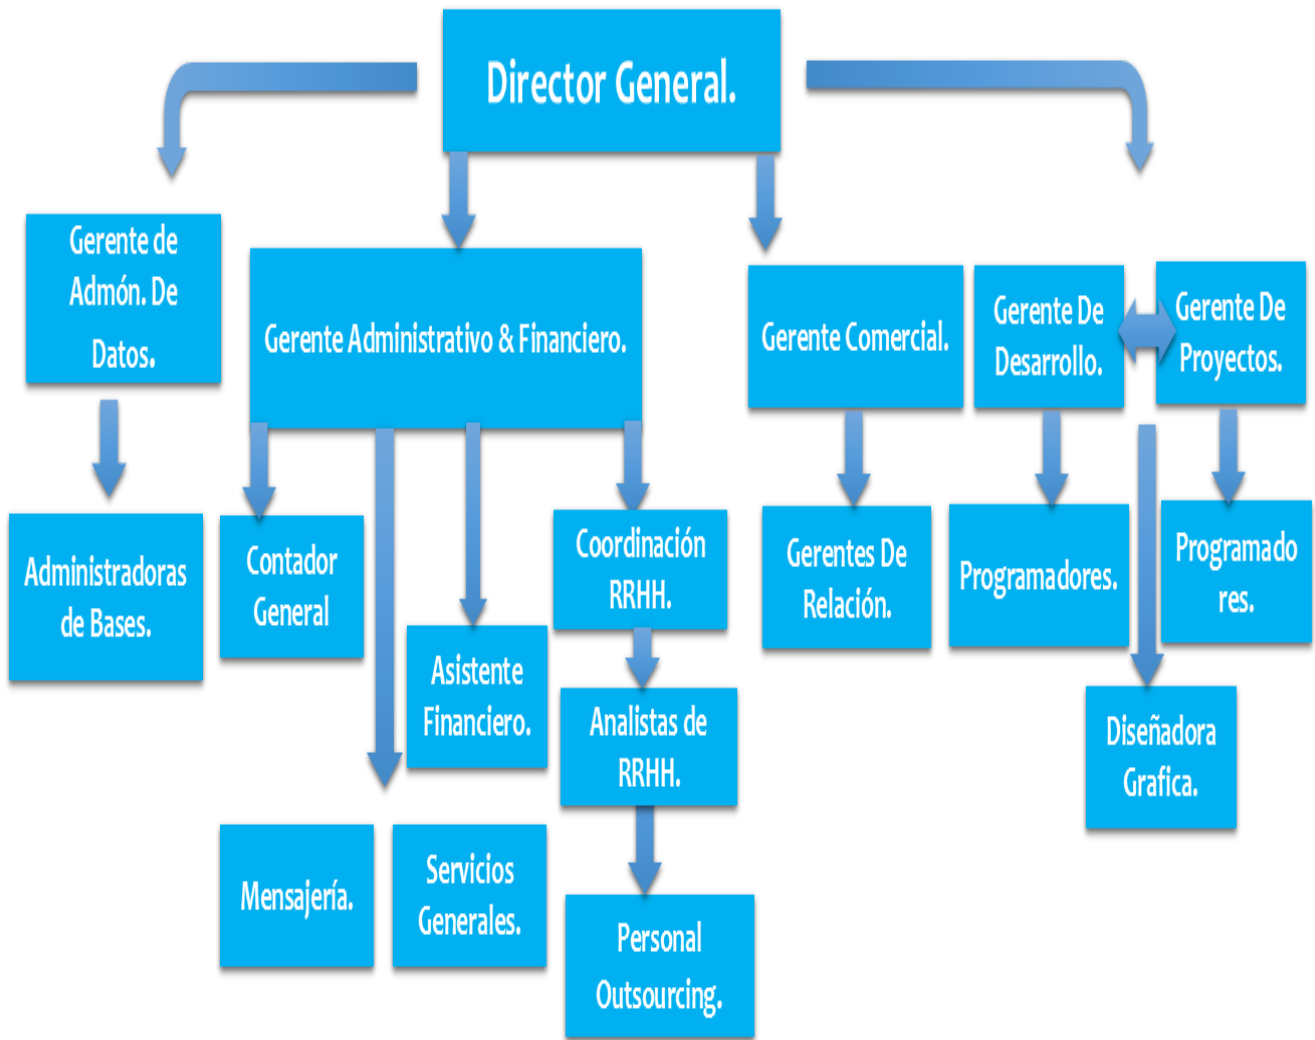 Director General.
Gerente de
Admón. De
Datos.
Gerente Administrativo & Financiero.
Gerente Comercial.
Gerente De
Desarrollo.
Gerente De
Proyectos.
Administradoras
de Bases.
Contador
General
Asistente
Financiero.
Coordinación
RRHH.
Gerentes De
Relación.
Programadores.
Programado
res.
Analistas de
RRHH.
Diseñadora
Grafica.
Mensajería.
Servicios
Generales.
Personal
Outsourcing.